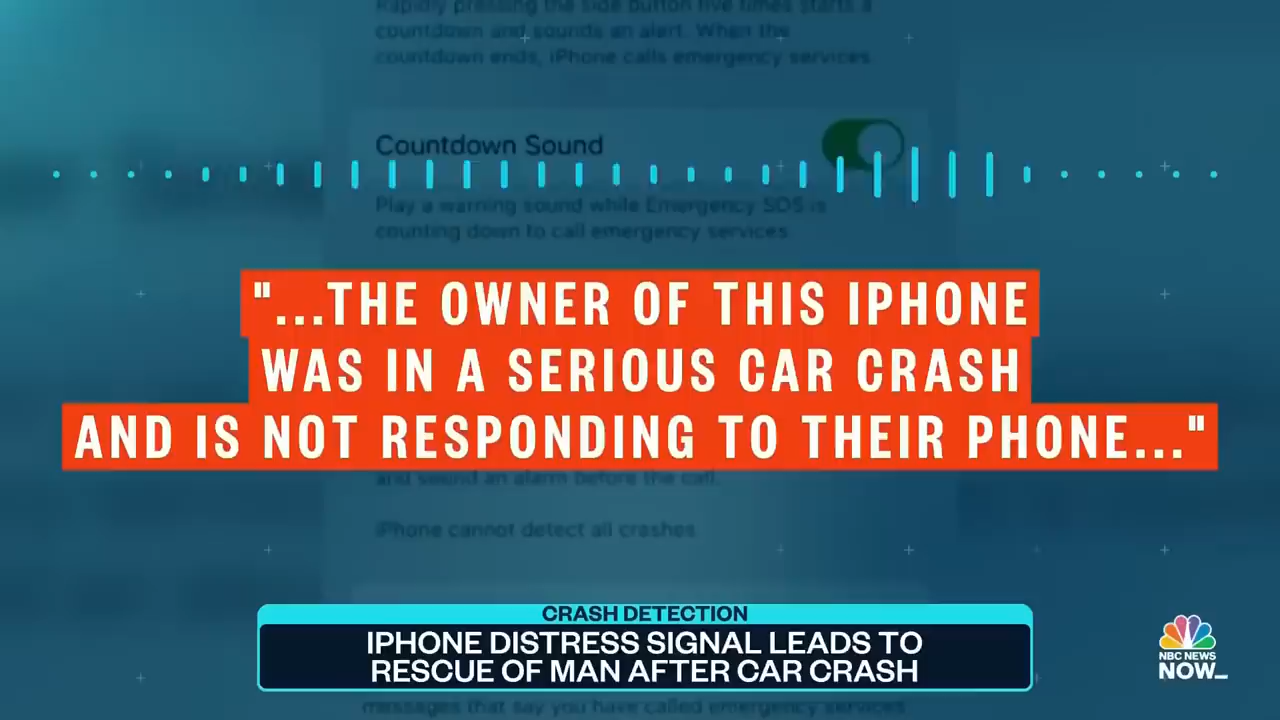 Rapidly pressing the side button five times starts a
countdown and sounds an alert. When the
countdown ends, iPhone calls emergency services
Countdown Sound
Play a warning sound while Emergency SOS is
counting down to call emergency services
"...THE OWNER OF THIS IPHONE
WAS IN A SERIOUS CAR CRASH
AND IS NOT RESPONDING TO THEIR PHONE..."
and sound an alarm before the call.
iPhone cannot detect all crashes
CRASH DETECTION
IPHONE DISTRESS SIGNAL LEADS TO
RESCUE OF MAN AFTER CAR CRASH
NBC NEWS
NOW_
messages that say you have called emergency services